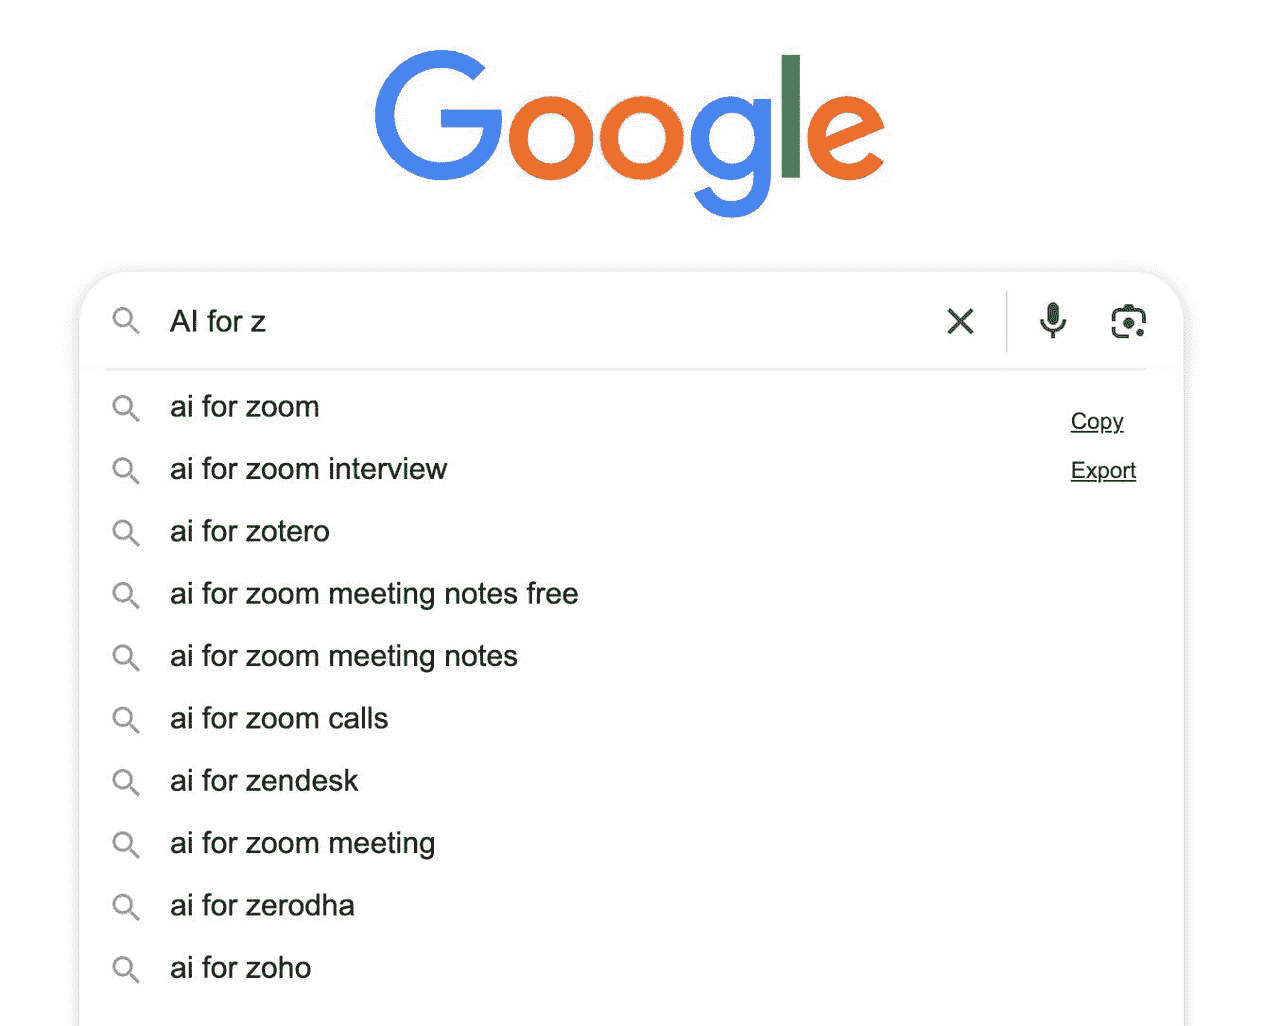 Google
AI for z
ai for zoom
Copy
ai for zoom interview
Export
ai for zotero
ai for zoom meeting notes free
ai for zoom meeting notes
ai for zoom calls
ai for zendesk
ai for zoom meeting
ai for zerodha
ai for zoho